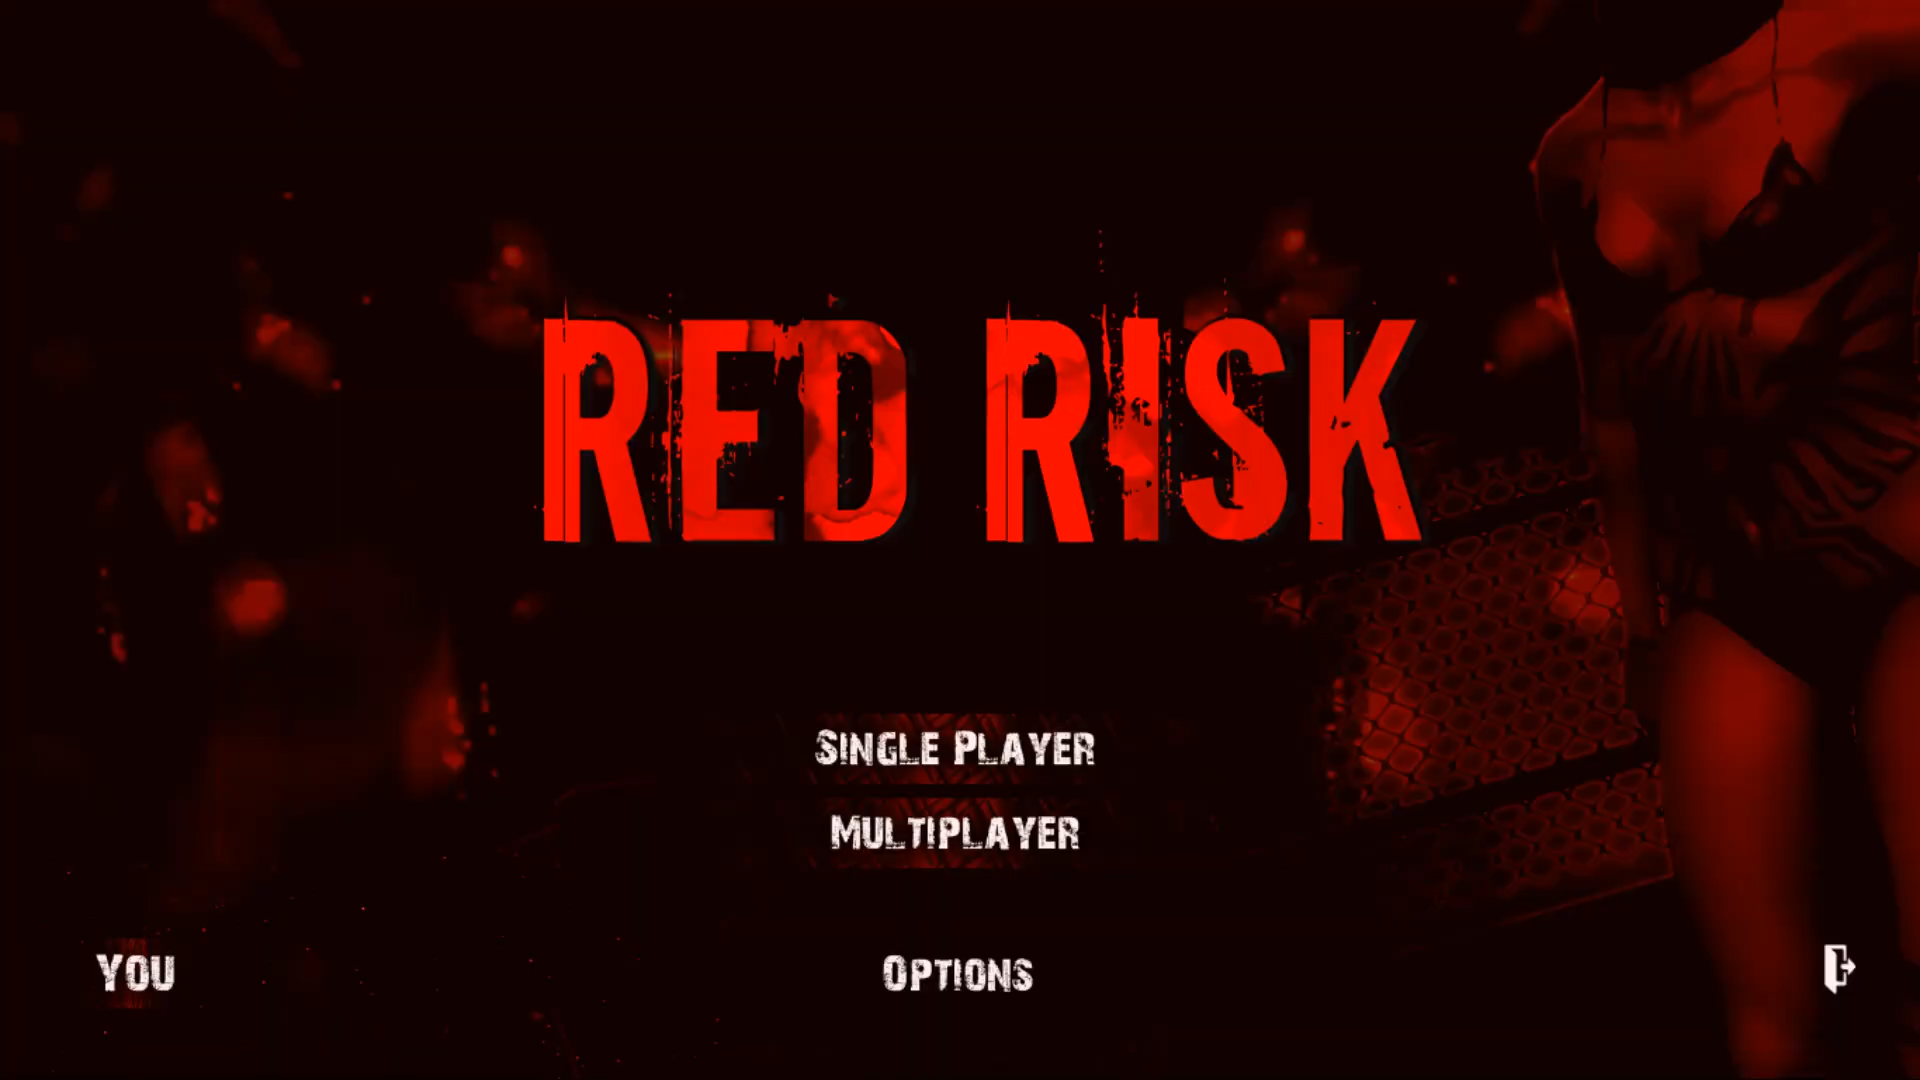 RED RISK
SINGLE PLAYER
MULTIPLAYER
YOU
OPTIONS